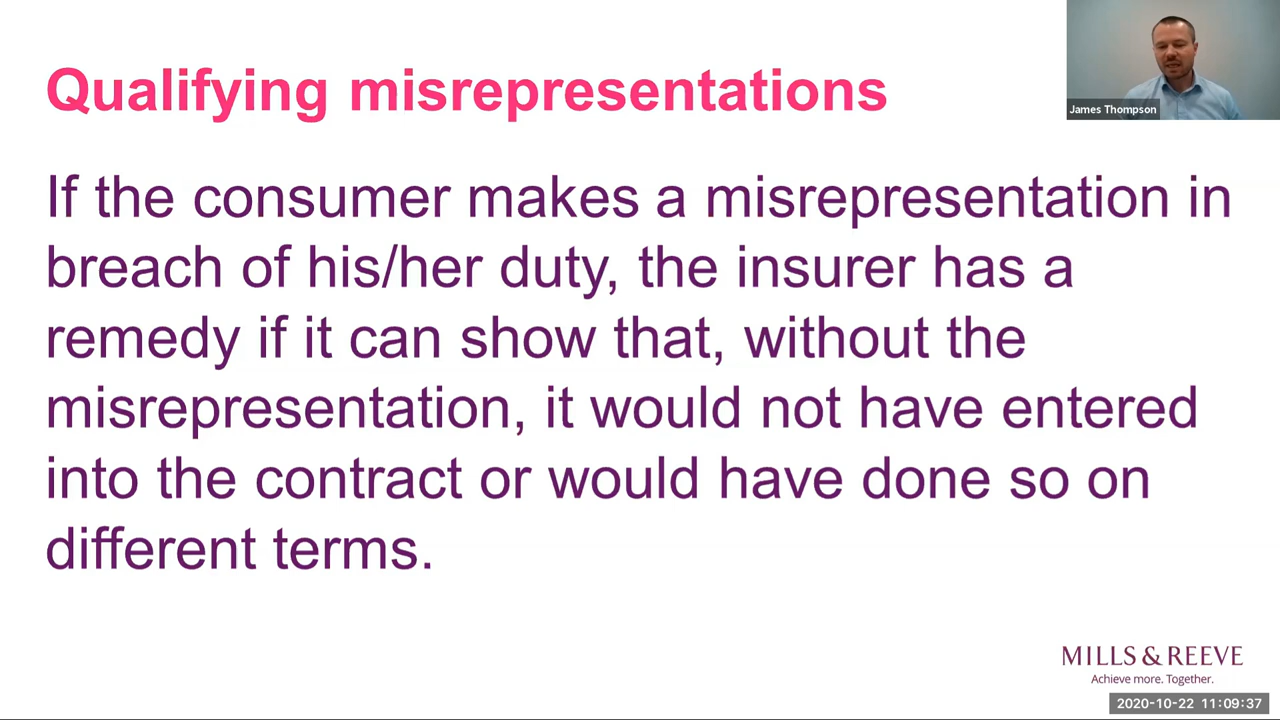 Qualifying misrepresentations
James Thompson
If the consumer makes a misrepresentation in
breach of his/her duty, the insurer has a
remedy if it can show that, without the
misrepresentation, it would not have entered
into the contract or would have done so on
different terms.
MILLS & REEVE
Achieve more. Together.
2020-10-22 11:09:37